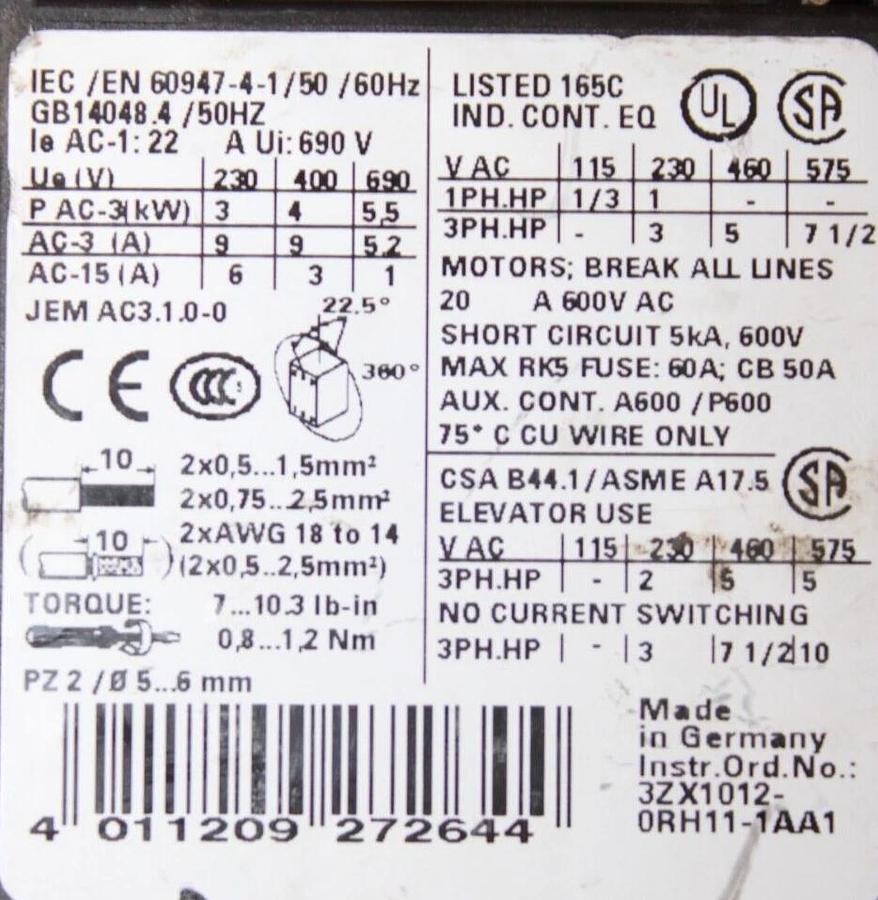 IEC /EN 60947-4-1/50 /60Hz
GB14048.4 /50HZ
Ie AC-1: 22 A Ui: 690 V
Ue (V) 230 400 690
P AC-3(kW) 3 4 5,5
AC-3 (A) 9 9 5,2
AC-15 (A) 6 3 1
JEM AC3.1.0-0
22.5°
360°
CE CCC
10 2x0,5...1,5mm²
2x0,75...2,5mm²
10 2xAWG 18 to 14
(2x0,5...2,5mm²)
TORQUE: 7...10.3 lb-in
0,8...1,2 Nm
PZ 2 /Ø 5...6 mm
4 011209 272644
LISTED 165C UL SA
IND. CONT. EQ
V AC 115 230 460 575
1PH.HP 1/3 1 - -
3PH.HP - 3 5 7 1/2
MOTORS; BREAK ALL LINES
20 A 600V AC
SHORT CIRCUIT 5kA, 600V
MAX RK5 FUSE: 60A; CB 50A
AUX. CONT. A600 /P600
75° C CU WIRE ONLY
CSA B44.1/ASME A17.5 SA
ELEVATOR USE
V AC 115 230 460 575
3PH.HP - 2 5 5
NO CURRENT SWITCHING
3PH.HP - 3 7 1/2 10
Made
in Germany
Instr.Ord.No.:
3ZX1012-
0RH11-1AA1